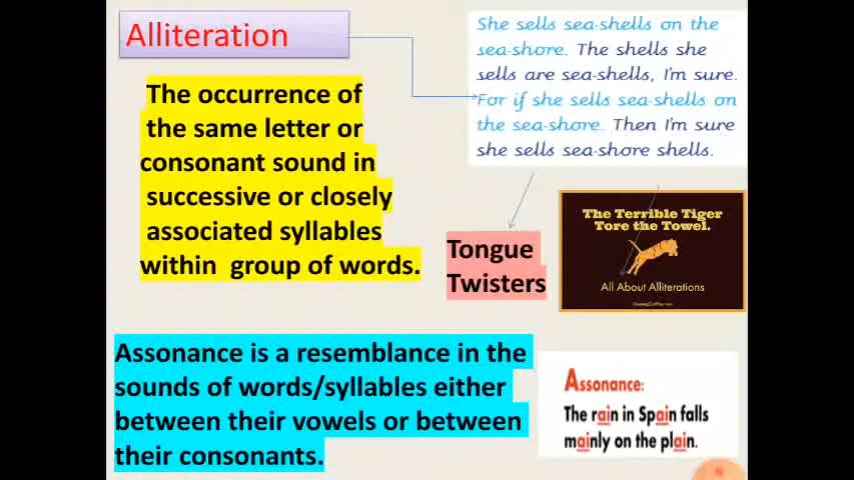 Alliteration
The occurrence of
the same letter or
consonant sound in
successive or closely
associated syllables
within group of words.
She sells sea-shells on the
sea-shore. The shells she
sells are sea-shells, I'm sure.
For if she sells sea-shells on
the sea-shore. Then I'm sure
she sells sea-shore shells.
Tongue
Twisters
The Terrible Tiger
Tore the Towel.
All About Alliterations
Assonance is a resemblance in the
sounds of words/syllables either
between their vowels or between
their consonants.
Assonance:
The rain in Spain falls
mainly on the plain.